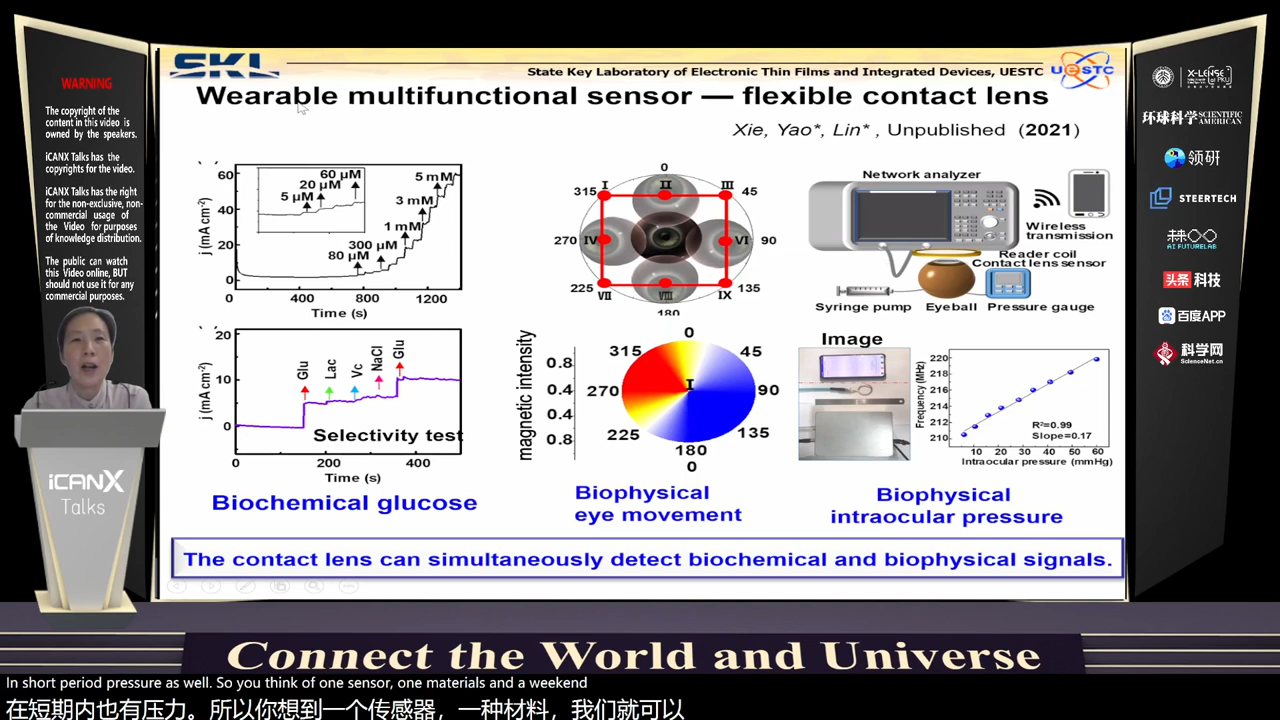 WARNING
The copyright of the
content in this video is
owned by the speakers.
iCANX Talks has the
copyrights for the video.
iCANX Talks has the right
for the non-exclusive, non-
commercial usage of
the Video for purposes
of knowledge distribution.
The public can watch
this Video online, BUT
should not use it for any
commercial purposes.
iCANX
Talks
SKL
State Key Laboratory of Electronic Thin Films and Integrated Devices, UESTC
UESTC
Wearable multifunctional sensor — flexible contact lens
Xie, Yao*, Lin* , Unpublished (2021)
j (mA cm-2)
60
40
20
0
5 µM
20 µM
60 µM
80 µM
300 µM
1 mM
3 mM
5 mM
0 400 800 1200
Time (s)
j (mA cm-2)
20
10
0
Glu
Lac
Vc
NaCl
Glu
Selectivity test
0 200 400
Time (s)
Biochemical glucose
0
315 I II III 45
270 IV VI 90
225 VII VIII IX 135
180
magnetic intensity
0.8
0.4
0.4
0.8
0
315 45
270 I 90
225 135
180
0
Biophysical
eye movement
Network analyzer
Wireless
transmission
Reader coil
Contact lens sensor
Syringe pump Eyeball Pressure gauge
Image
Frequency (MHz)
220
218
216
214
212
210
R²=0.99
Slope=0.17
10 20 30 40 50 60
Intraocular pressure (mmHg)
Biophysical
intraocular pressure
The contact lens can simultaneously detect biochemical and biophysical signals.
X-LENSE
环球科学 SCIENTIFIC AMERICAN
领研
STEERTECH
AI FUTURELAB
头条 科技
百度APP
科学网
ScienceNet.cn
Connect the World and Universe
In short period pressure as well. So you think of one sensor, one materials and a weekend
在短期内也有压力。所以你想到一个传感器，一种材料，我们就可以